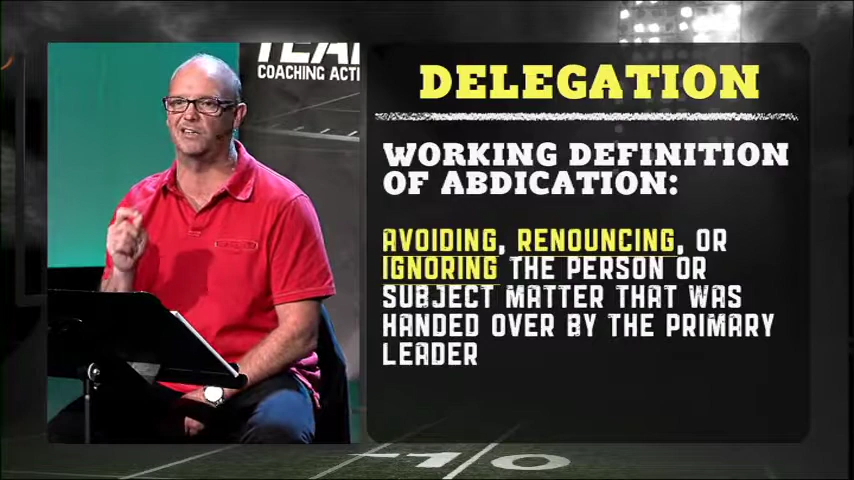 COACHING ACTI
DELEGATION
WORKING DEFINITION
OF ABDICATION:
AVOIDING, RENOUNCING, OR
IGNORING THE PERSON OR
SUBJECT MATTER THAT WAS
HANDED OVER BY THE PRIMARY
LEADER
10